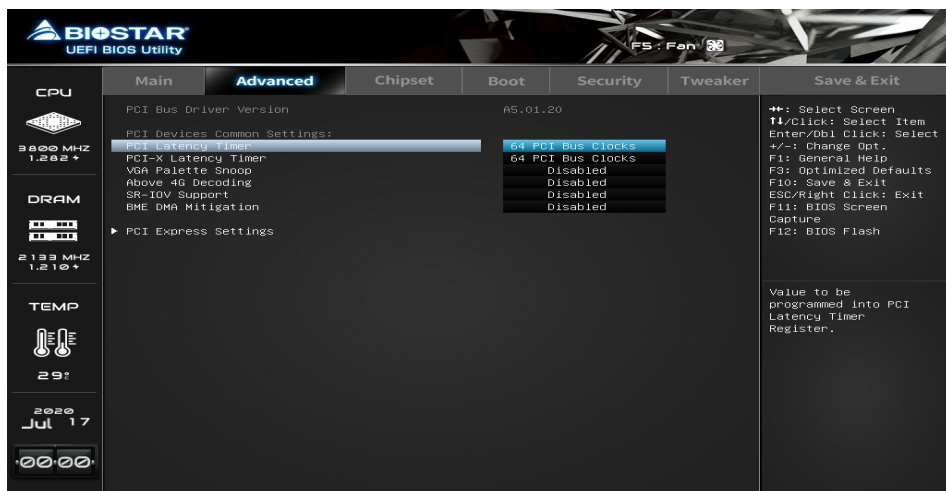 BIOSTAR®
UEFI BIOS Utility
F5 : Fan
Main Advanced Chipset Boot Security Tweaker Save & Exit
CPU
3800 MHZ
1.282
DRAM
2133 MHZ
1.210
TEMP
29
2020
Jul 17
00:00
PCI Bus Driver Version A5.01.20
PCI Devices Common Settings:
PCI Latency Timer 64 PCI Bus Clocks
PCI-X Latency Timer 64 PCI Bus Clocks
VGA Palette Snoop Disabled
Above 4G Decoding Disabled
SR-IOV Support Disabled
BME DMA Mitigation Disabled
▶ PCI Express Settings
→←: Select Screen
↑↓/Click: Select Item
Enter/Dbl Click: Select
+/-: Change Opt.
F1: General Help
F3: Optimized Defaults
F10: Save & Exit
ESC/Right Click: Exit
F11: BIOS Screen
Capture
F12: BIOS Flash
Value to be
programmed into PCI
Latency Timer
Register.